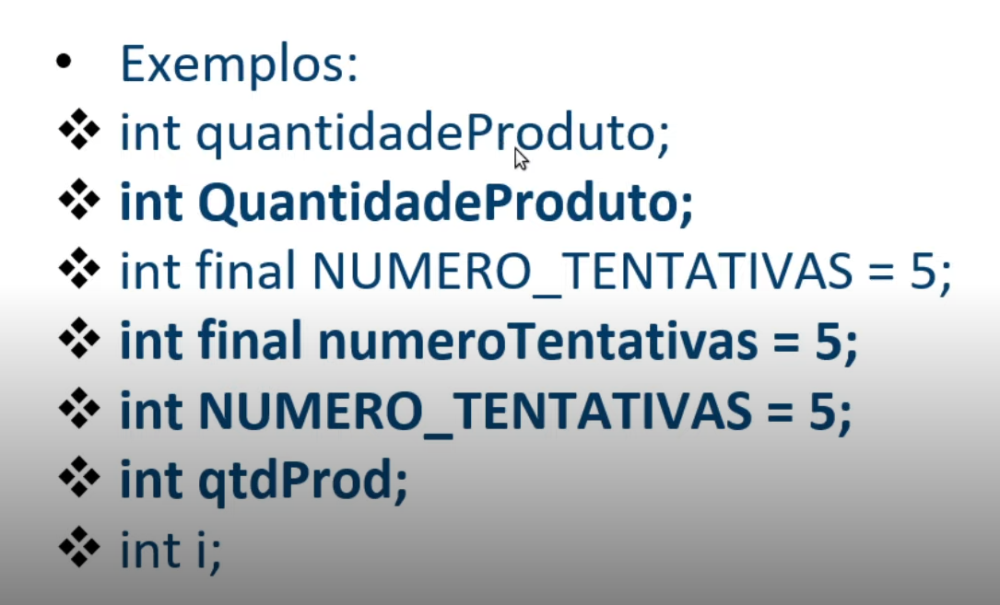 Exemplos:
int quantidadeProduto;
int QuantidadeProduto;
int final NUMERO_TENTATIVAS = 5;
int final numeroTentativas = 5;
int NUMERO_TENTATIVAS = 5;
int qtdProd;
int i;